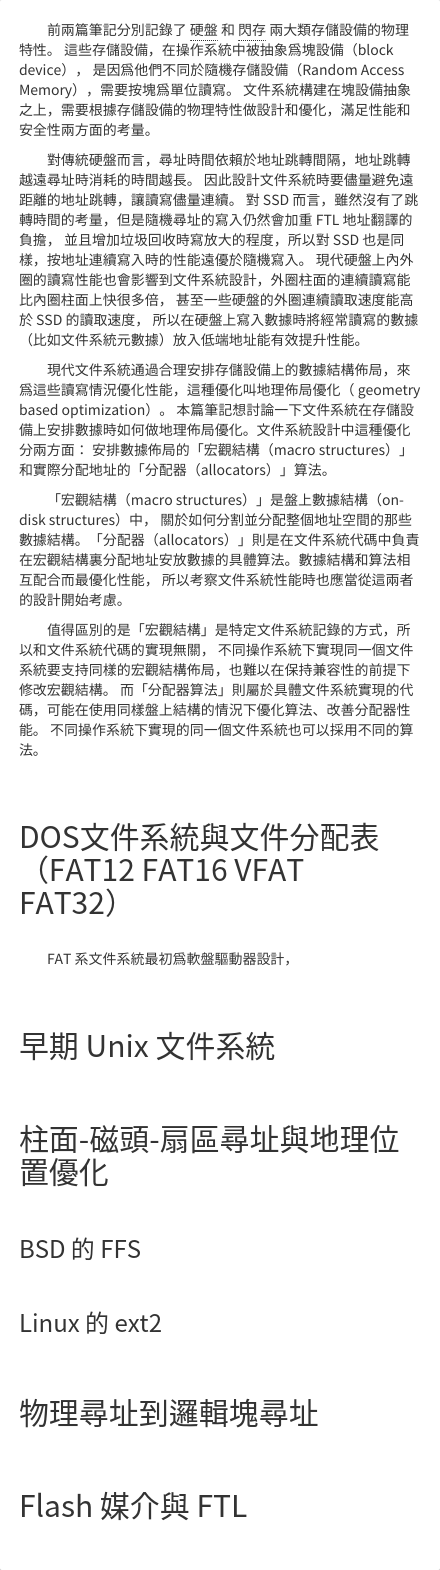 前兩篇筆記分別記錄了 硬盤 和 閃存 兩大類存儲設備的物理
特性。 這些存儲設備，在操作系統中被抽象爲塊設備（block
device）， 是因爲他們不同於隨機存儲設備（Random Access
Memory），需要按塊爲單位讀寫。 文件系統構建在塊設備抽象
之上，需要根據存儲設備的物理特性做設計和優化，滿足性能和
安全性兩方面的考量。
對傳統硬盤而言，尋址時間依賴於地址跳轉間隔，地址跳轉
越遠尋址時消耗的時間越長。 因此設計文件系統時要儘量避免遠
距離的地址跳轉，讓讀寫儘量連續。 對 SSD 而言，雖然沒有了跳
轉時間的考量，但是隨機尋址的寫入仍然會加重 FTL 地址翻譯的
負擔， 並且增加垃圾回收時寫放大的程度，所以對 SSD 也是同
樣，按地址連續寫入時的性能遠優於隨機寫入。 現代硬盤上內外
圈的讀寫性能也會影響到文件系統設計，外圈柱面的連續讀寫能
比內圈柱面上快很多倍， 甚至一些硬盤的外圈連續讀取速度能高
於 SSD 的讀取速度， 所以在硬盤上寫入數據時將經常讀寫的數據
（比如文件系統元數據）放入低端地址能有效提升性能。
現代文件系統通過合理安排存儲設備上的數據結構佈局，來
爲這些讀寫情況優化性能，這種優化叫地理佈局優化（ geometry
based optimization）。 本篇筆記想討論一下文件系統在存儲設
備上安排數據時如何做地理佈局優化。文件系統設計中這種優化
分兩方面： 安排數據佈局的「宏觀結構（macro structures）」
和實際分配地址的「分配器（allocators）」算法。
「宏觀結構（macro structures）」是盤上數據結構（on-
disk structures）中， 關於如何分割並分配整個地址空間的那些
數據結構。 「分配器（allocators）」則是在文件系統代碼中負責
在宏觀結構裏分配地址安放數據的具體算法。數據結構和算法相
互配合而最優化性能， 所以考察文件系統性能時也應當從這兩者
的設計開始考慮。
值得區別的是「宏觀結構」是特定文件系統記錄的方式，所
以和文件系統代碼的實現無關， 不同操作系統下實現同一個文件
系統要支持同樣的宏觀結構佈局，也難以在保持兼容性的前提下
修改宏觀結構。 而「分配器算法」則屬於具體文件系統實現的代
碼，可能在使用同樣盤上結構的情況下優化算法、改善分配器性
能。 不同操作系統下實現的同一個文件系統也可以採用不同的算
法。
DOS文件系統與文件分配表
（FAT12 FAT16 VFAT
FAT32）
FAT 系文件系統最初爲軟盤驅動器設計，
早期 Unix 文件系統
柱面-磁頭-扇區尋址與地理位
置優化
BSD 的 FFS
Linux 的 ext2
物理尋址到邏輯塊尋址
Flash 媒介與 FTL